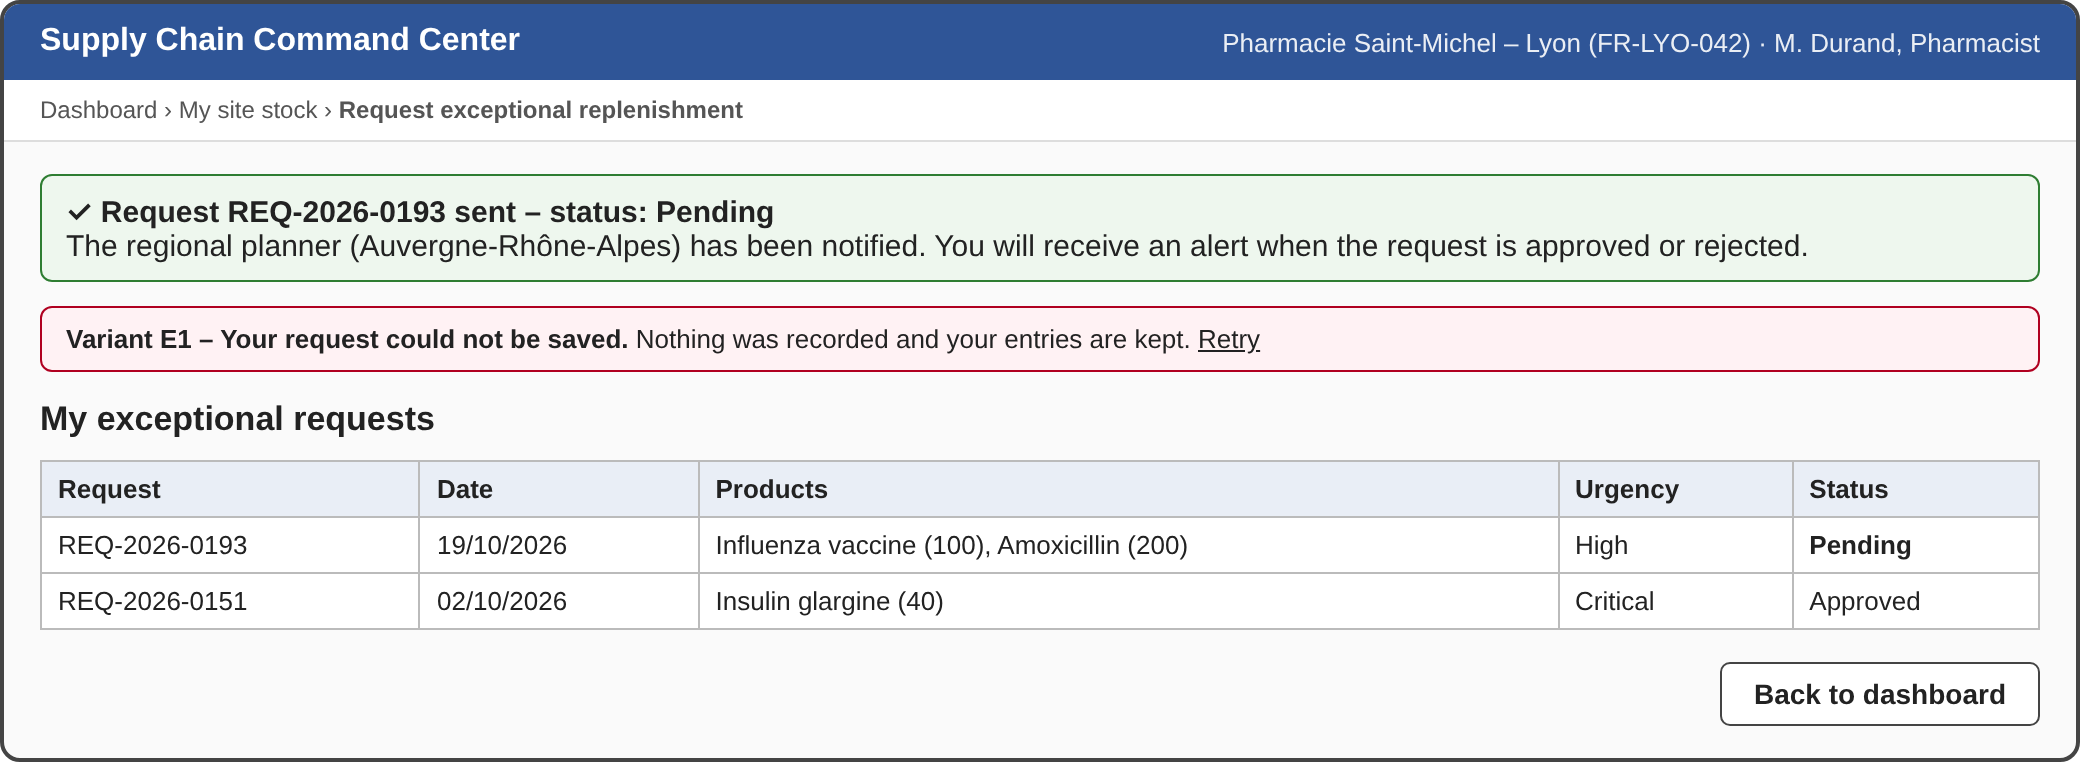 Supply Chain Command Center
Pharmacie Saint-Michel – Lyon (FR-LYO-042) · M. Durand, Pharmacist
Dashboard › My site stock › Request exceptional replenishment
✓ Request REQ-2026-0193 sent – status: Pending
The regional planner (Auvergne-Rhône-Alpes) has been notified. You will receive an alert when the request is approved or rejected.
Variant E1 – Your request could not be saved. Nothing was recorded and your entries are kept. Retry
My exceptional requests
Request Date Products Urgency Status
REQ-2026-0193 19/10/2026 Influenza vaccine (100), Amoxicillin (200) High Pending
REQ-2026-0151 02/10/2026 Insulin glargine (40) Critical Approved
Back to dashboard